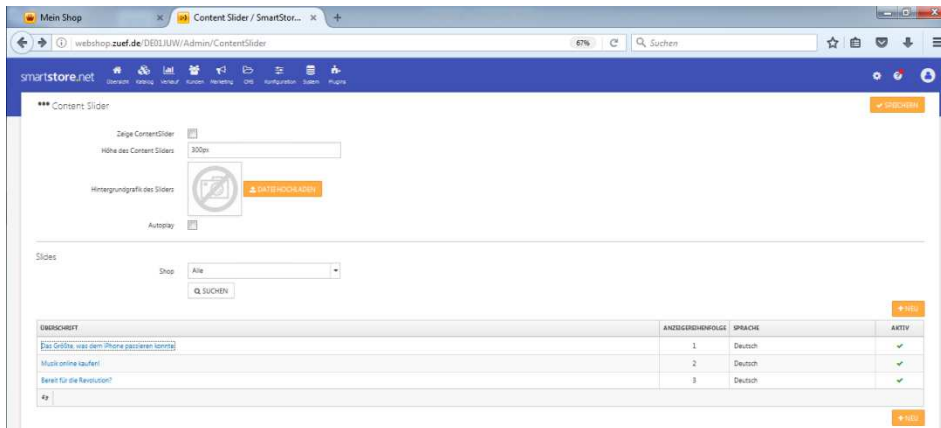 Mein Shop
Content Slider / SmartStor...
webshop.zuef.de/DE01JUW/Admin/ContentSlider
67%
Suchen
smartstore.net
Übersicht Katalog Verkauf Kunden Marketing CMS Konfiguration System Plugins
*** Content Slider
SPEICHERN
Zeige ContentSlider
Höhe des Content Sliders
300px
Hintergrundgrafik des Sliders
DATEI HOCHLADEN
Autoplay
Slides
Shop Alle
SUCHEN
+ NEU
ÜBERSCHRIFT ANZEIGEREIHENFOLGE SPRACHE AKTIV
Das Größte, was dem iPhone passieren konnte 1 Deutsch
Musik online kaufen! 2 Deutsch
Bereit für die Revolution? 3 Deutsch
+ NEU